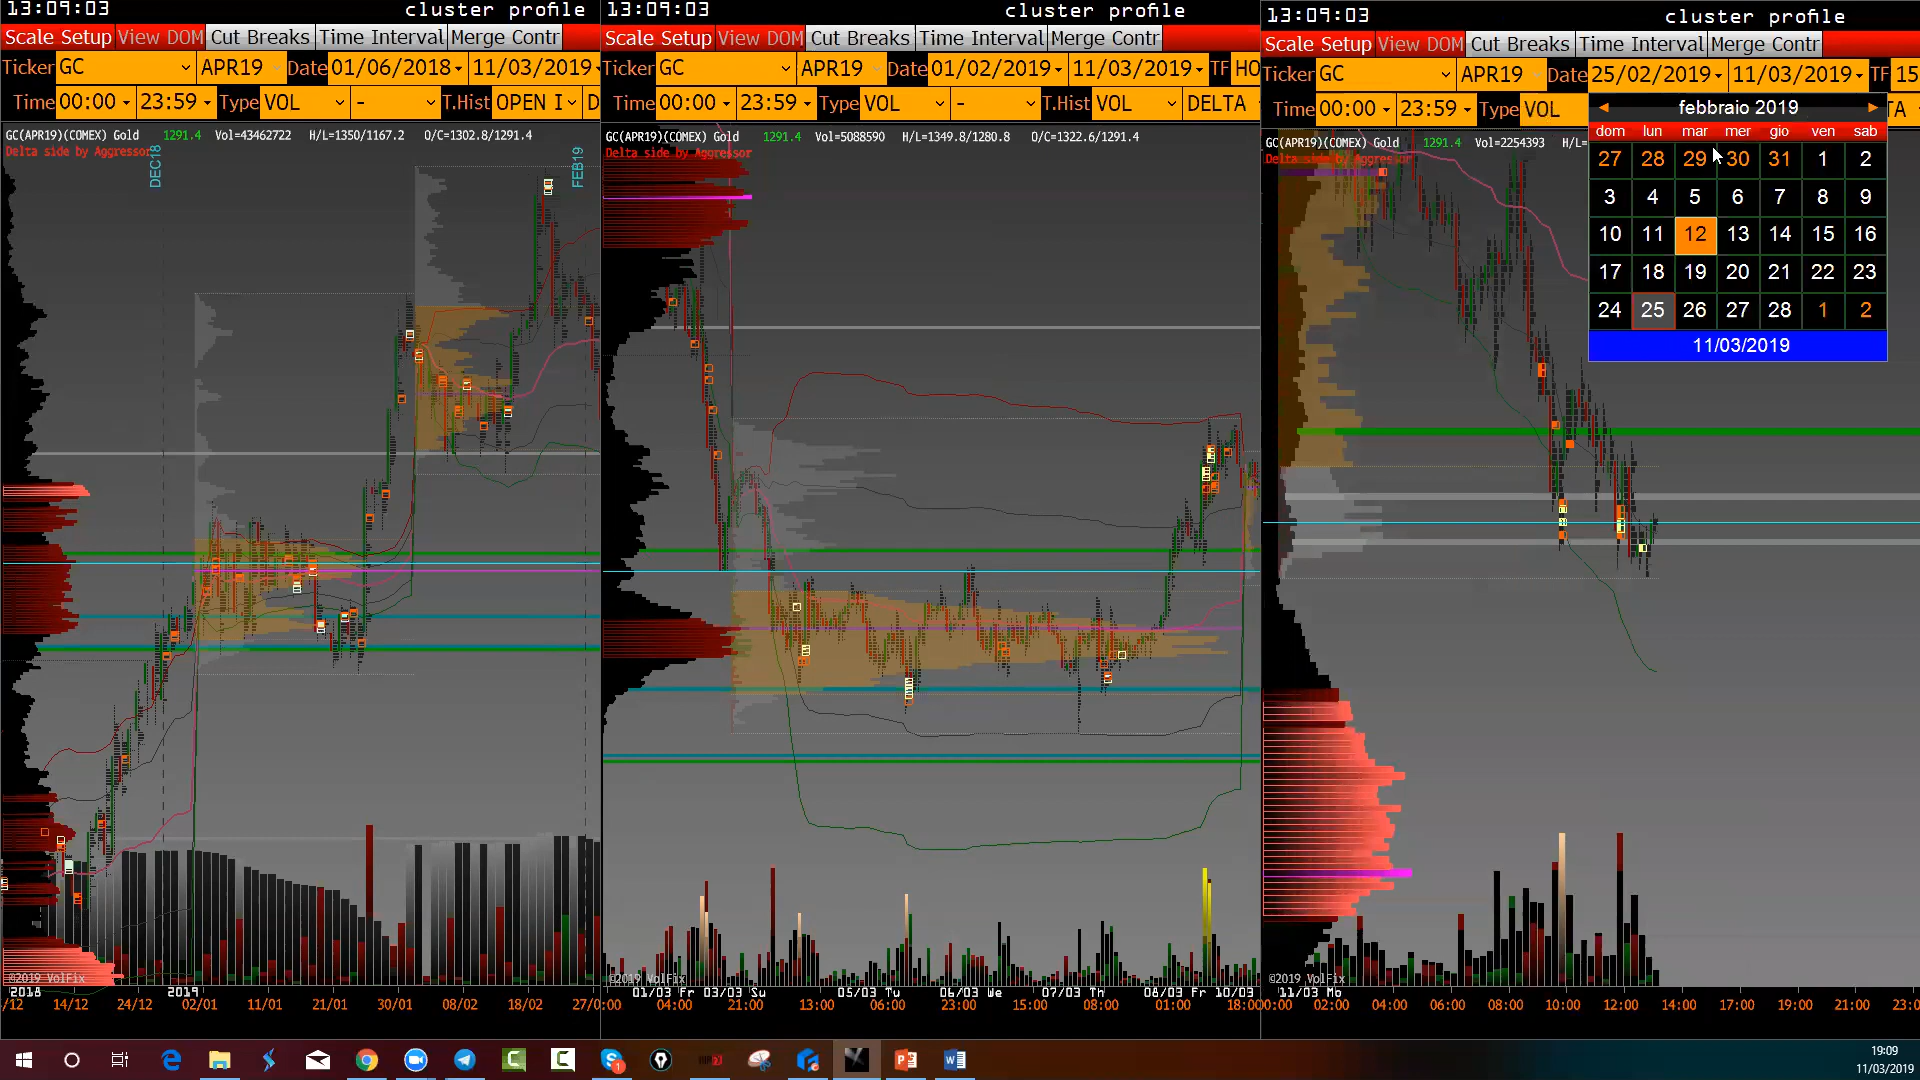 13:09:03 cluster profile
Scale Setup View DOM Cut Breaks Time Interval Merge Contr
Ticker GC APR19 Date 01/06/2018 11/03/2019
Time 00:00 23:59 Type VOL - T.Hist OPEN I D
GC(APR19)(COMEX) Gold 1291.4 Vol=43462722 H/L=1350/1167.2 O/C=1302.8/1291.4
Delta side by Aggressor
DEC18
FEB19
©2019 VolFix
2018 2019
/12 14/12 24/12 02/01 11/01 21/01 30/01 08/02 18/02 27/0
13:09:03 cluster profile
Scale Setup View DOM Cut Breaks Time Interval Merge Contr
Ticker GC APR19 Date 01/02/2019 11/03/2019 TF HO
Time 00:00 23:59 Type VOL - T.Hist VOL DELTA
GC(APR19)(COMEX) Gold 1291.4 Vol=5088590 H/L=1349.8/1280.8 O/C=1322.6/1291.4
Delta side by Aggressor
©2019 VolFix
01/03 Fr 03/03 Su 05/03 Tu 06/03 We 07/03 Th 08/03 Fr 10/03
04:00 21:00 13:00 06:00 23:00 15:00 08:00 01:00 18:00
13:09:03 cluster profile
Scale Setup View DOM Cut Breaks Time Interval Merge Contr
Ticker GC APR19 Date 25/02/2019 11/03/2019 TF 15
Time 00:00 23:59 Type VOL TA
GC(APR19)(COMEX) Gold 1291.4 Vol=2254393 H/L=
Delta side by Aggressor
febbraio 2019
dom lun mar mer gio ven sab
27 28 29 30 31 1 2
3 4 5 6 7 8 9
10 11 12 13 14 15 16
17 18 19 20 21 22 23
24 25 26 27 28 1 2
11/03/2019
©2019 VolFix
11/03 Mo
00:00 02:00 04:00 06:00 08:00 10:00 12:00 14:00 15:00 17:00 19:00 21:00 23:0
19:09
11/03/2019